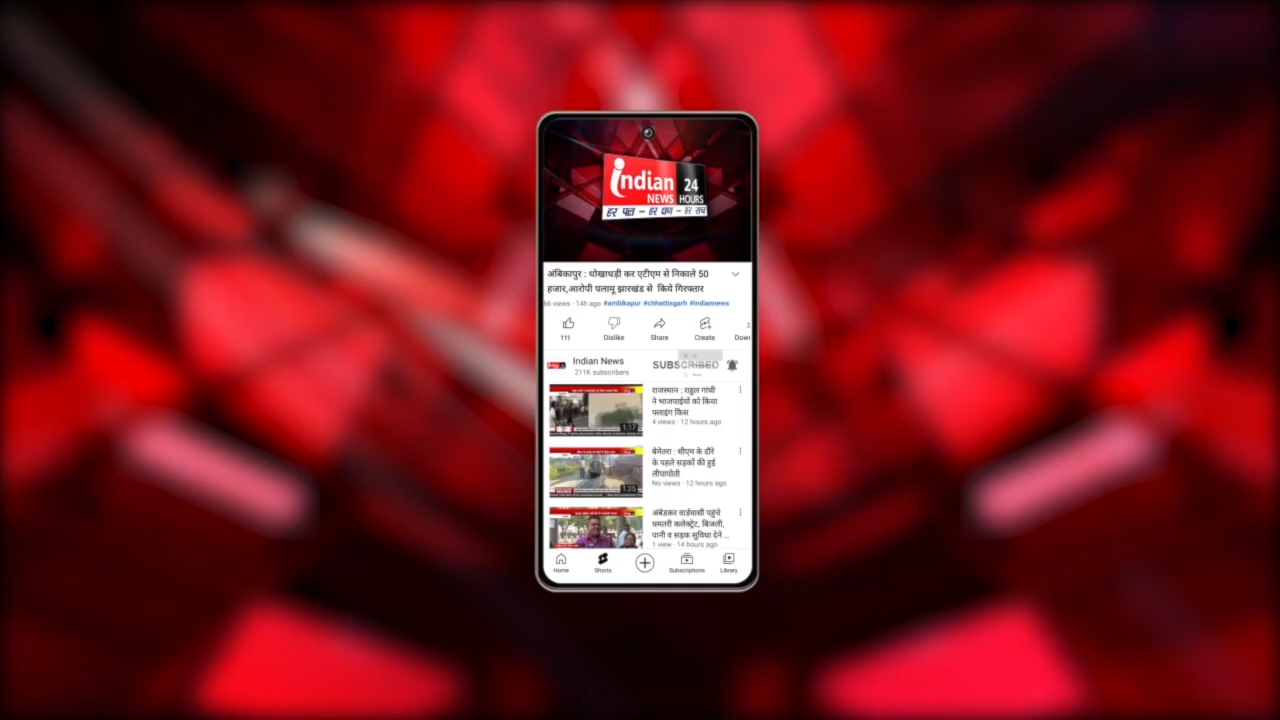 indian
NEWS
24
HOURS
हर पल – हर क्षण – हर सच
अंबिकापुर : धोखाधड़ी कर एटीएम से निकाले 50
हजार,आरोपी पलामू झारखंड से किये गिरफ्तार
66 views · 14h ago #ambikapur #chhattisgarh #indiannews
111
Dislike
Share
Create
Indian News
211K subscribers
SUBSCRIBED
राजस्थान : राहुल गांधी
ने भाजपाईयों को किया
फ्लाइंग किस
4 views · 12 hours ago
1:17
बेमेतरा : सीएम के दौरे
के पहले सड़कों की हुई
लीपापोती
No views · 12 hours ago
1:25
अंबेडकर वार्डवासी पहुंचे
धमतरी कलेक्ट्रेट, बिजली,
पानी व सड़क सुविधा देने ...
1 view · 14 hours ago
Home
Shorts
Subscriptions
Library